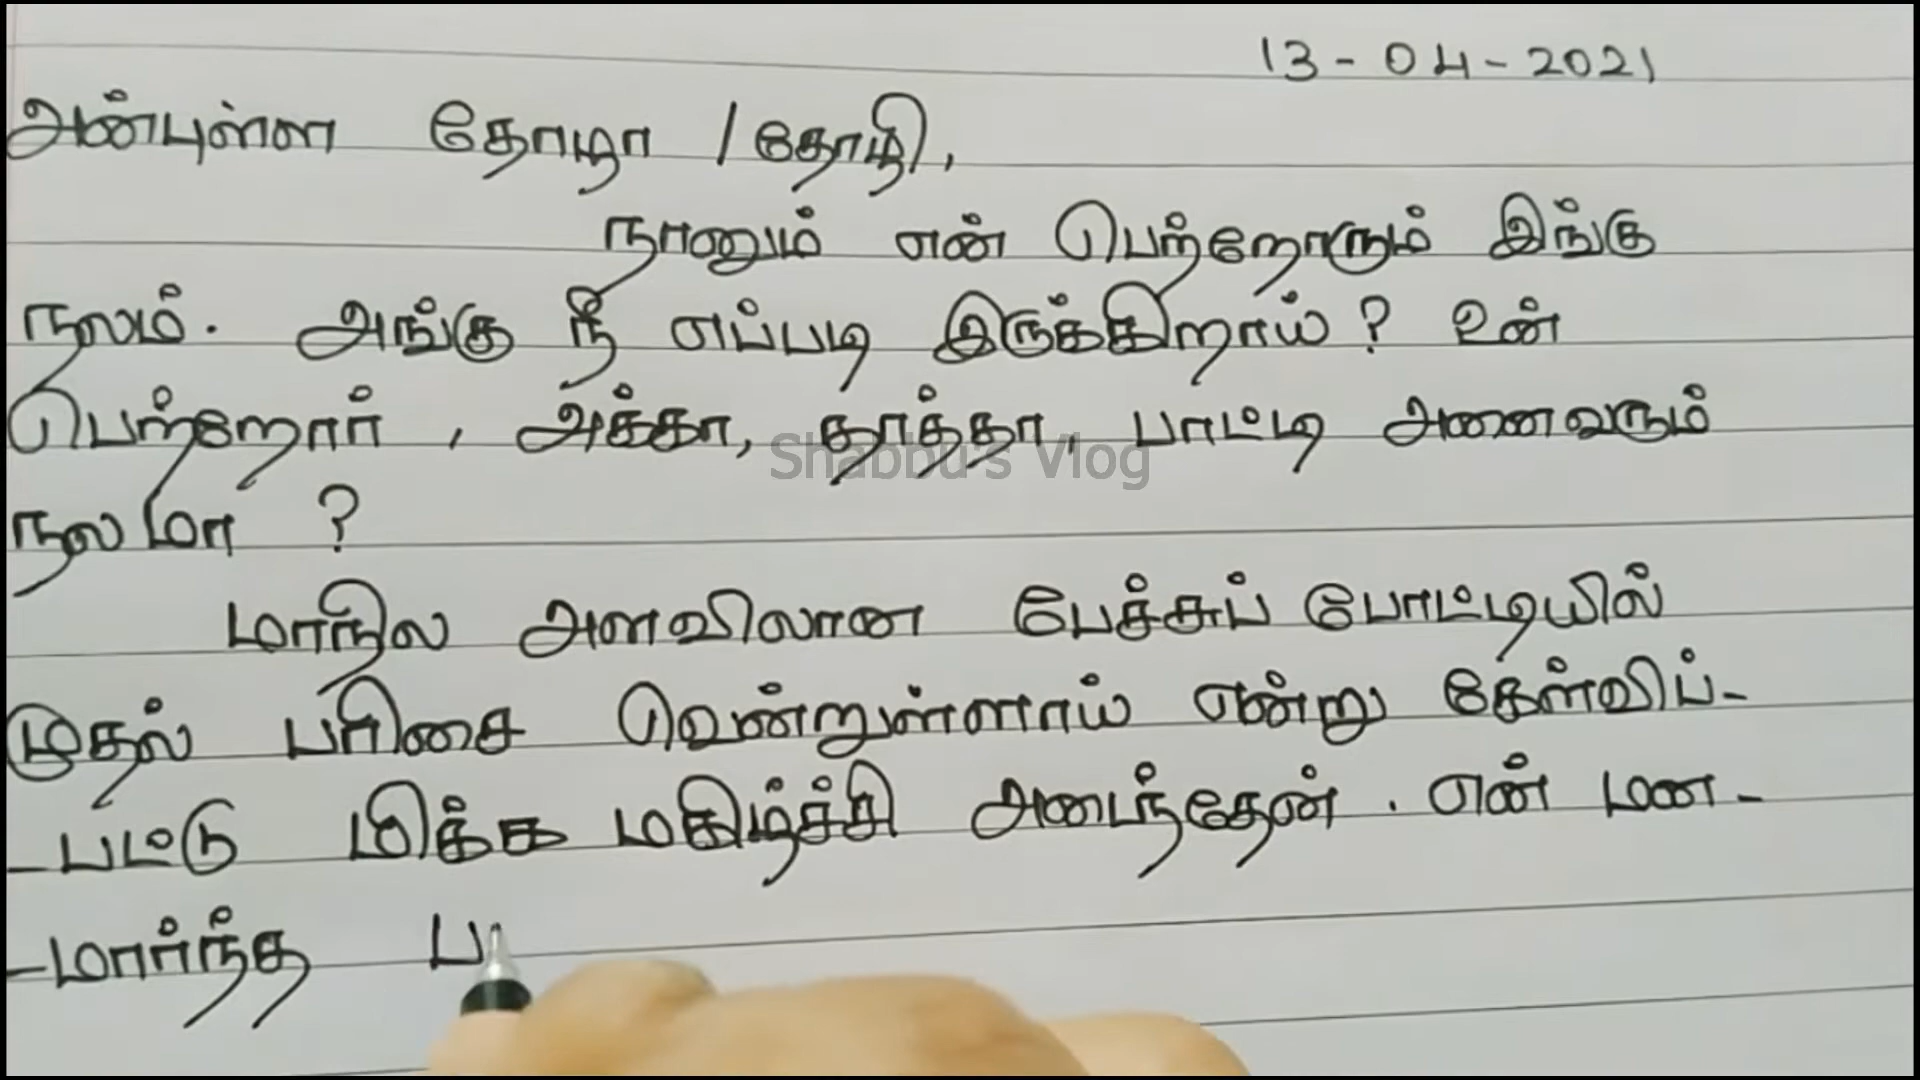 13-04-2021
அன்புள்ள தோழா / தோழி,
நானும் என் பெற்றோரும் இங்கு
நலம். அங்கு நீ எப்படி இருக்கிறாய்? உன்
பெற்றோர், அக்கா, தாத்தா, பாட்டி அனைவரும்
Shabbu's Vlog
நலமா ?
மாநில அளவிலான பேச்சுப் போட்டியில்
முதல் பரிசை வென்றுள்ளாய் என்று கேள்விப்-
-பட்டு மிக்க மகிழ்ச்சி அடைந்தேன். என் மன-
-மார்ந்த ப